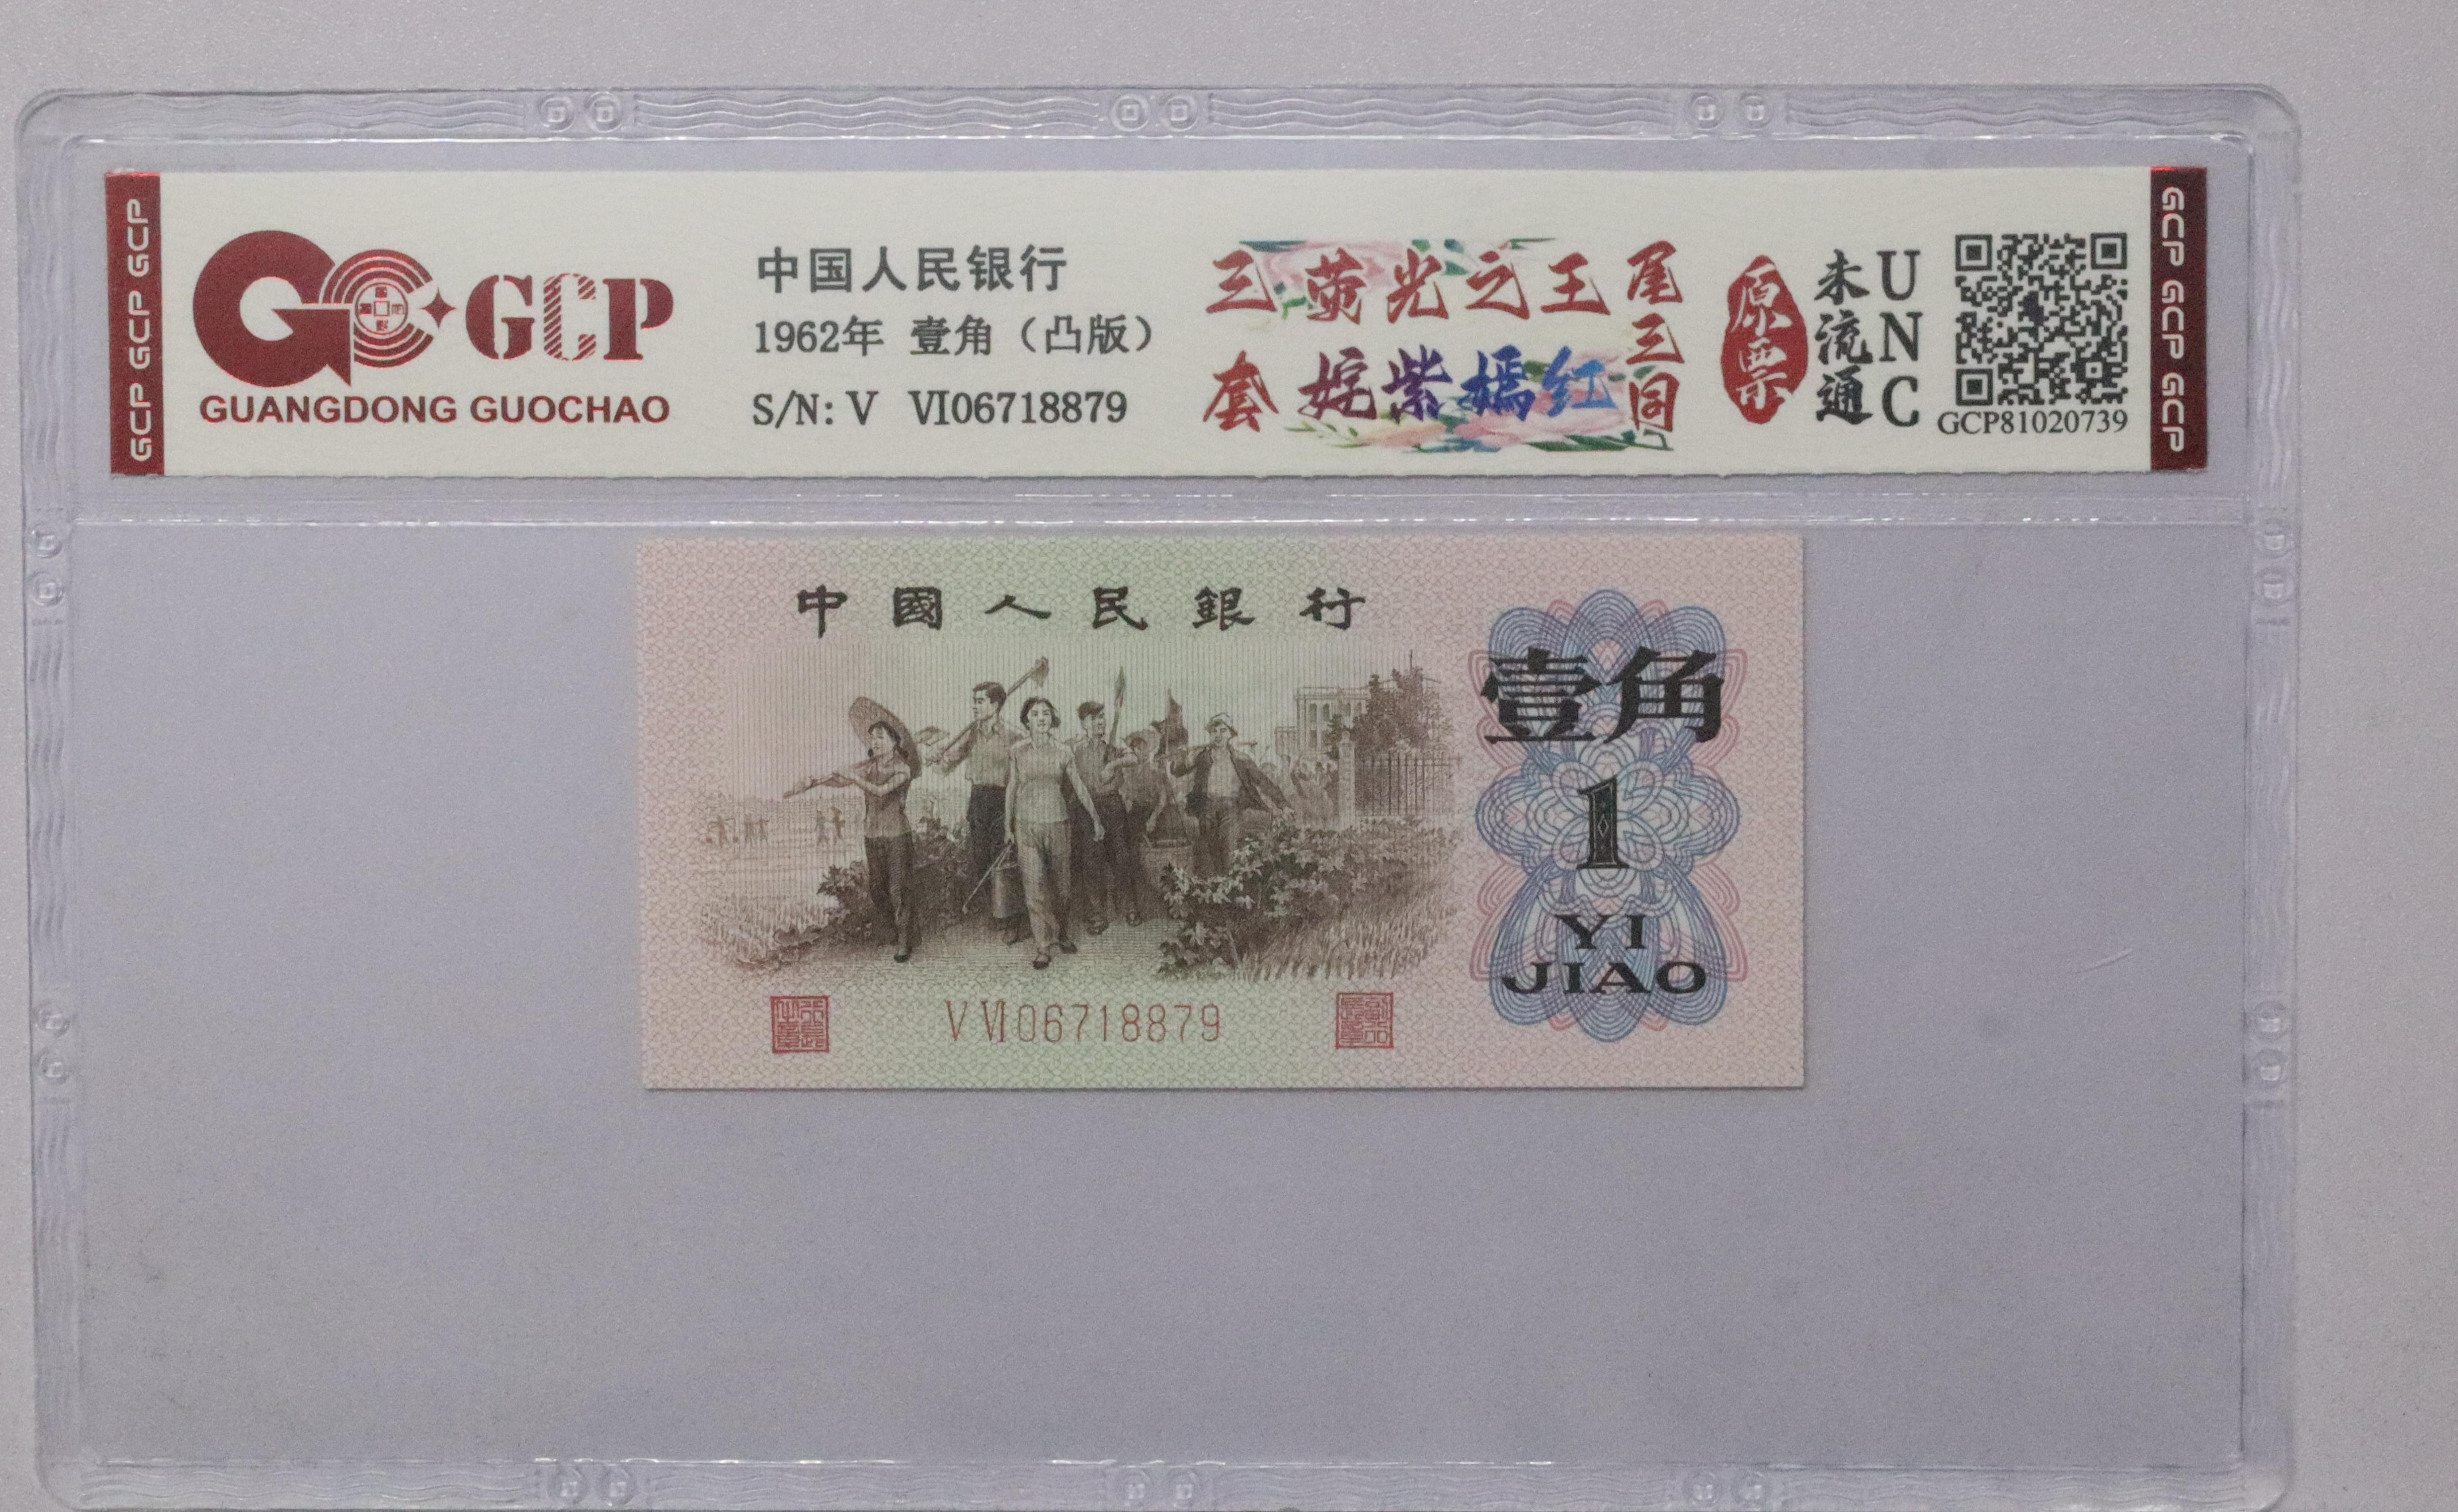 GCP GCP GCP
GCP
GUANGDONG GUOCHAO
中国人民银行
1962年 壹角（凸版）
S/N: V VI06718879
三套
荧光之王
姹紫嫣红
尾三同
原票
未流通
UNC
GCP81020739
GCP GCP GCP
中國人民銀行
壹角
1
YI
JIAO
V VI 06718879